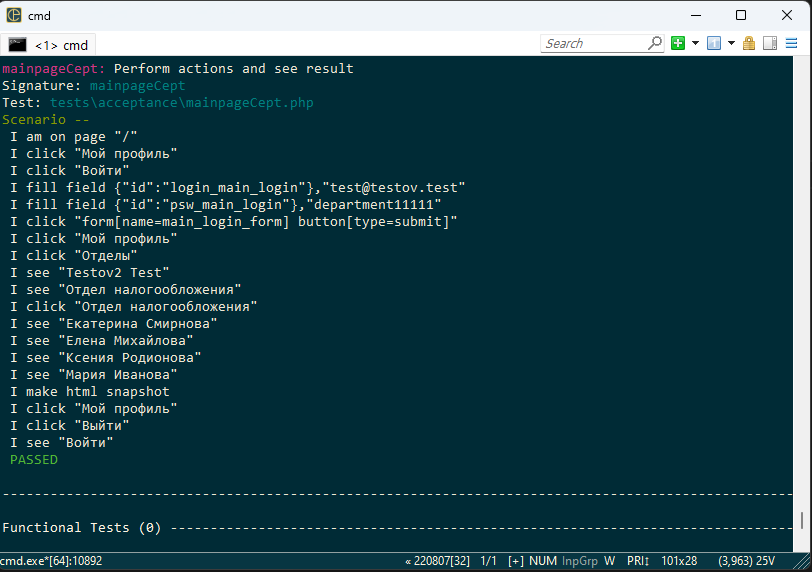 cmd
<1> cmd
Search
mainpageCept: Perform actions and see result
Signature: mainpageCept
Test: tests\acceptance\mainpageCept.php
Scenario --
I am on page "/"
I click "Мой профиль"
I click "Войти"
I fill field {"id":"login_main_login"},"test@testov.test"
I fill field {"id":"psw_main_login"},"department11111"
I click "form[name=main_login_form] button[type=submit]"
I click "Мой профиль"
I click "Отделы"
I see "Testov2 Test"
I see "Отдел налогообложения"
I click "Отдел налогообложения"
I see "Екатерина Смирнова"
I see "Елена Михайлова"
I see "Ксения Родионова"
I see "Мария Иванова"
I make html snapshot
I click "Мой профиль"
I click "Выйти"
I see "Войти"
PASSED
---------------------------------------------------------------------------------------------------
Functional Tests (0) ------------------------------------------------------------------------------
cmd.exe*[64]:10892 « 220807[32] 1/1 [+] NUM InpGrp W PRI↕ 101x28 (3,963) 25V